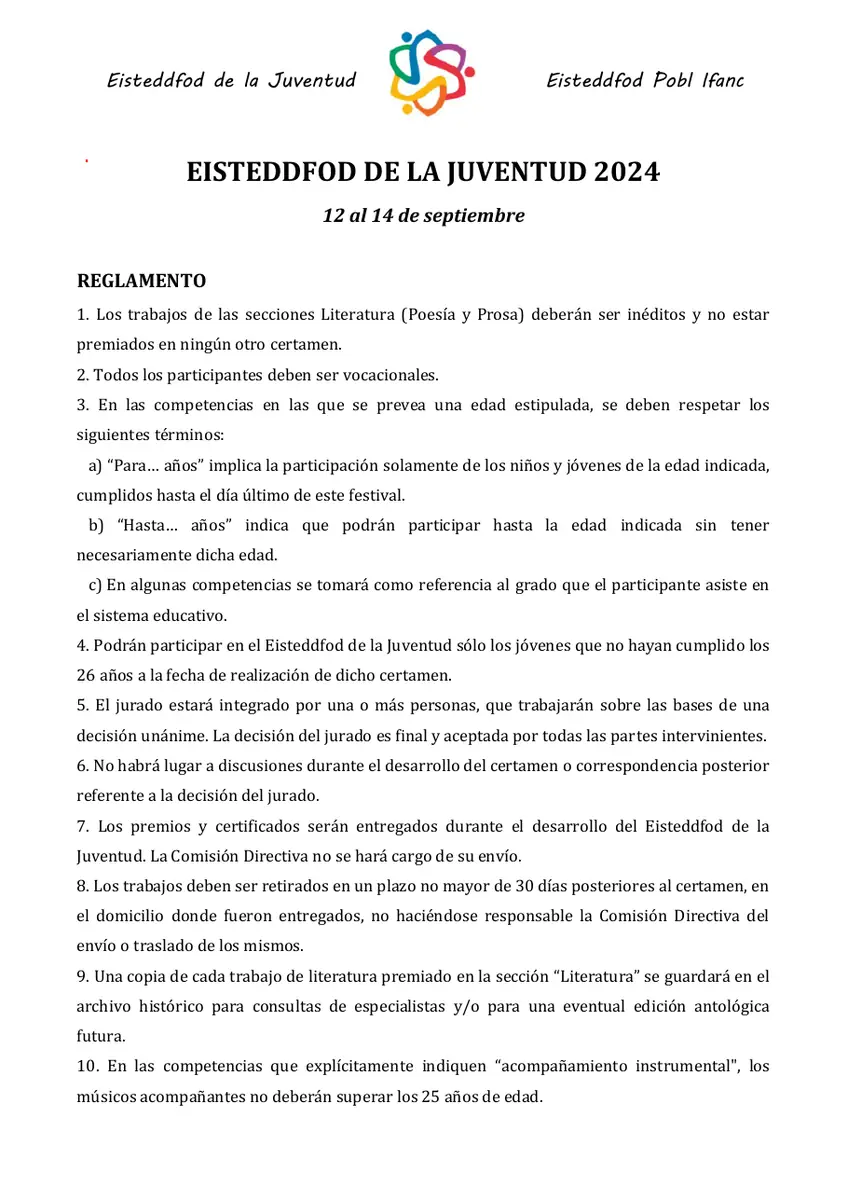 Eisteddfod de la Juventud
Eisteddfod Pobl Ifanc
EISTEDDFOD DE LA JUVENTUD 2024
12 al 14 de septiembre
REGLAMENTO
1. Los trabajos de las secciones Literatura (Poesía y Prosa) deberán ser inéditos y no estar
premiados en ningún otro certamen.
2. Todos los participantes deben ser vocacionales.
3. En las competencias en las que se prevea una edad estipulada, se deben respetar los
siguientes términos:
a) “Para... años” implica la participación solamente de los niños y jóvenes de la edad indicada,
cumplidos hasta el día último de este festival.
b) “Hasta... años” indica que podrán participar hasta la edad indicada sin tener
necesariamente dicha edad.
c) En algunas competencias se tomará como referencia al grado que el participante asiste en
el sistema educativo.
4. Podrán participar en el Eisteddfod de la Juventud sólo los jóvenes que no hayan cumplido los
26 años a la fecha de realización de dicho certamen.
5. El jurado estará integrado por una o más personas, que trabajarán sobre las bases de una
decisión unánime. La decisión del jurado es final y aceptada por todas las partes intervinientes.
6. No habrá lugar a discusiones durante el desarrollo del certamen o correspondencia posterior
referente a la decisión del jurado.
7. Los premios y certificados serán entregados durante el desarrollo del Eisteddfod de la
Juventud. La Comisión Directiva no se hará cargo de su envío.
8. Los trabajos deben ser retirados en un plazo no mayor de 30 días posteriores al certamen, en
el domicilio donde fueron entregados, no haciéndose responsable la Comisión Directiva del
envío o traslado de los mismos.
9. Una copia de cada trabajo de literatura premiado en la sección “Literatura” se guardará en el
archivo histórico para consultas de especialistas y/o para una eventual edición antológica
futura.
10. En las competencias que explícitamente indiquen “acompañamiento instrumental", los
músicos acompañantes no deberán superar los 25 años de edad.